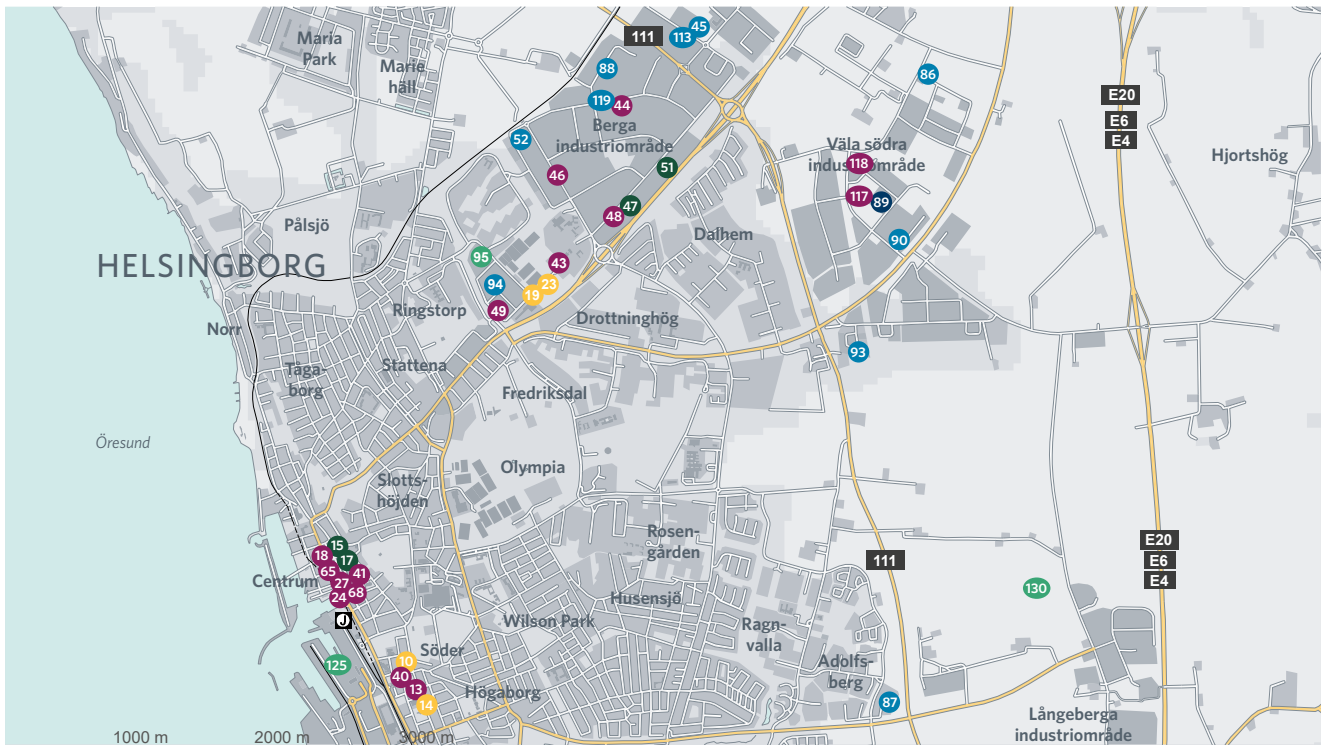 Maria
Park
Marie
häll
111
113
45
88
86
119
44
E20
E6
E4
Berga
industriområde
52
Väla södra
industriområde
118
Hjortshög
51
46
117
89
47
48
Pålsjö
Dalhem
90
HELSINGBORG
95
43
94
23
19
49
Ringstorp
Drottninghög
Norr
93
Stattena
Tåga-
borg
Fredriksdal
Öresund
Olympia
Slotts-
höjden
Rosen-
gården
15
18
17
65
41
Centrum
27
24
68
111
E20
E6
E4
130
Husensjö
J
Wilson Park
Ragn-
valla
Söder
10
125
40
13
14
Högaborg
Adolfs-
berg
87
Långeberga
industriområde
1000 m
2000 m
3000 m